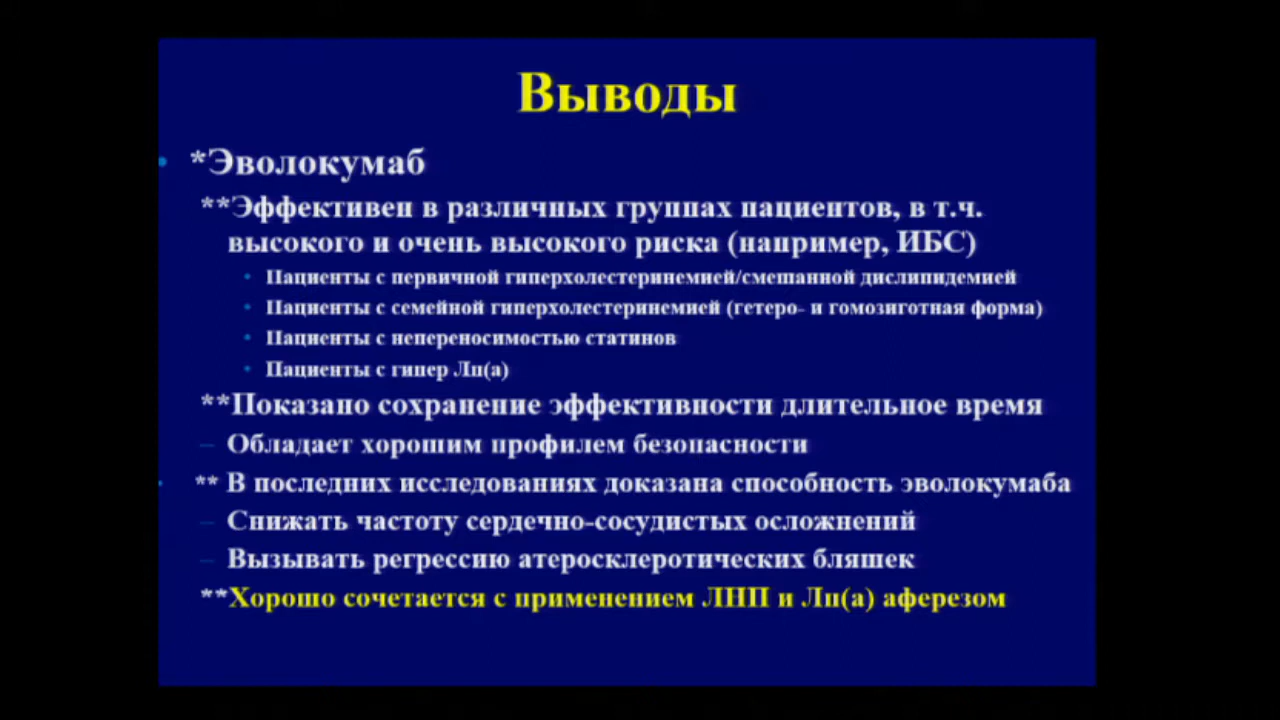 Выводы
• *Эволокумаб
**Эффективен в различных группах пациентов, в т.ч.
высокого и очень высокого риска (например, ИБС)
• Пациенты с первичной гиперхолестеринемией/смешанной дислипидемией
• Пациенты с семейной гиперхолестеринемией (гетеро- и гомозиготная форма)
• Пациенты с непереносимостью статинов
• Пациенты с гипер Лп(а)
**Показано сохранение эффективности длительное время
– Обладает хорошим профилем безопасности
• ** В последних исследованиях доказана способность эволокумаба
– Снижать частоту сердечно-сосудистых осложнений
– Вызывать регрессию атеросклеротических бляшек
**Хорошо сочетается с применением ЛНП и Лп(а) аферезом